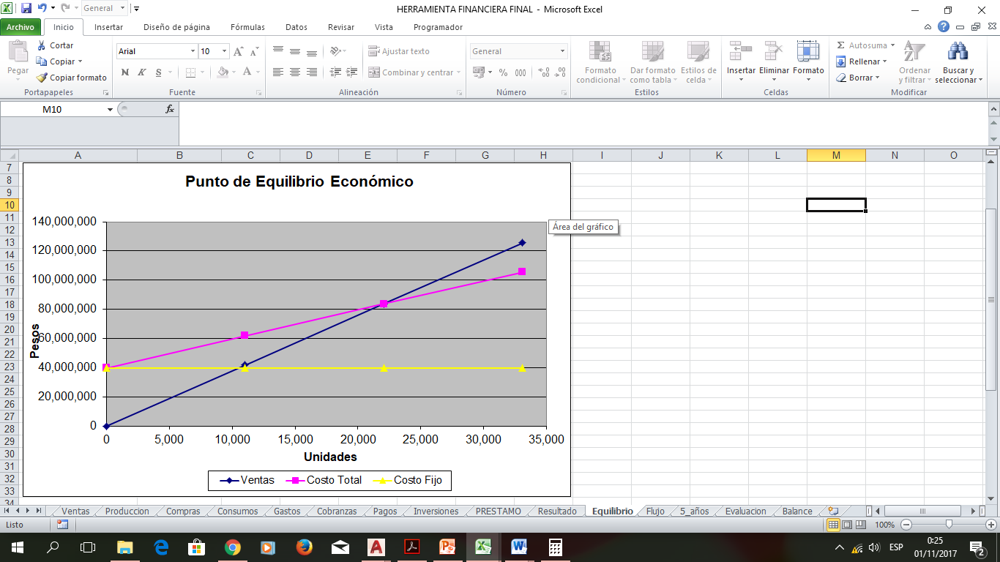 General
HERRAMIENTA FINANCIERA FINAL - Microsoft Excel
Archivo Inicio Insertar Diseño de página Fórmulas Datos Revisar Vista Programador
Pegar
Cortar
Copiar
Copiar formato
Portapapeles
Arial 10
N K S A
Fuente
Ajustar texto
Combinar y centrar
Alineación
General
% 000
Número
Formato condicional
Dar formato como tabla
Estilos de celda
Estilos
Insertar Eliminar Formato
Celdas
Σ Autosuma
Rellenar
Borrar
Ordenar y filtrar
Buscar y seleccionar
Modificar
M10 fx
A B C D E F G H I J K L M N O
7
8
9
10
11
12
13
14
15
16
17
18
19
20
21
22
23
24
25
26
27
28
29
30
31
32
33
34
Punto de Equilibrio Económico
Área del gráfico
140,000,000
120,000,000
100,000,000
80,000,000
60,000,000
40,000,000
20,000,000
0
Pesos
0 5,000 10,000 15,000 20,000 25,000 30,000 35,000
Unidades
Ventas Costo Total Costo Fijo
Ventas Produccion Compras Consumos Gastos Cobranzas Pagos Inversiones PRESTAMO Resultado Equilibrio Flujo 5_años Evaluacion Balance
Listo 100%
ESP 0:25
01/11/2017 2